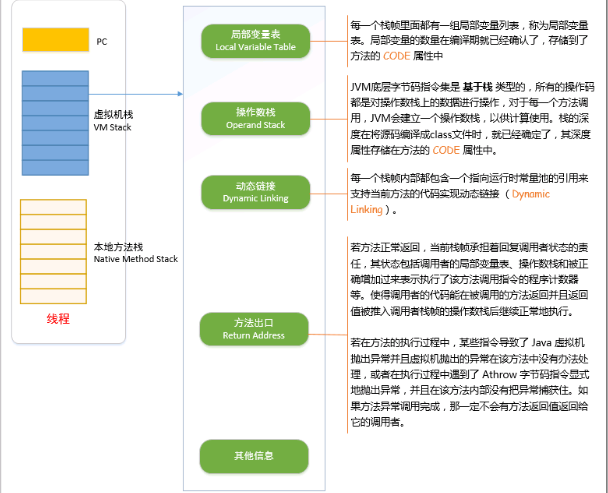 PC
虚拟机栈
VM Stack
本地方法栈
Native Method Stack
线程
局部变量表
Local Variable Table
每一个栈帧里面都有一组局部变量列表，称为局部变量
表。局部变量的数量在编译期就已经确认了，存储到了
方法的 CODE 属性中
操作数栈
Operand Stack
JVM底层字节码指令集是 基于栈 类型的，所有的操作码
都是对操作数栈上的数据进行操作，对于每一个方法调
用，JVM会建立一个操作数栈，以供计算使用。栈的深
度在将源码编译成class文件时，就已经确定了，其深度
属性存储在方法的 CODE 属性中。
动态链接
Dynamic Linking
每一个栈帧内部都包含一个指向运行时常量池的引用来
支持当前方法的代码实现动态链接 （Dynamic
Linking）。
方法出口
Return Address
若方法正常返回，当前栈帧承担着回复调用者状态的责
任，其状态包括调用者的局部变量表、操作数栈和被正
确增加过来表示执行了该方法调用指令的程序计数器
等。使得调用者的代码能在被调用的方法返回并且返回
值被推入调用者栈帧的操作数栈后继续正常地执行。
若在方法的执行过程中，某些指令导致了 Java 虚拟机
抛出异常并且虚拟机抛出的异常在该方法中没有办法处
理，或者在执行过程中遇到了 Athrow 字节码指令显式
地抛出异常，并且在该方法内部没有把异常捕获住。如
果方法异常调用完成，那一定不会有方法返回值返回给
它的调用者。
其他信息